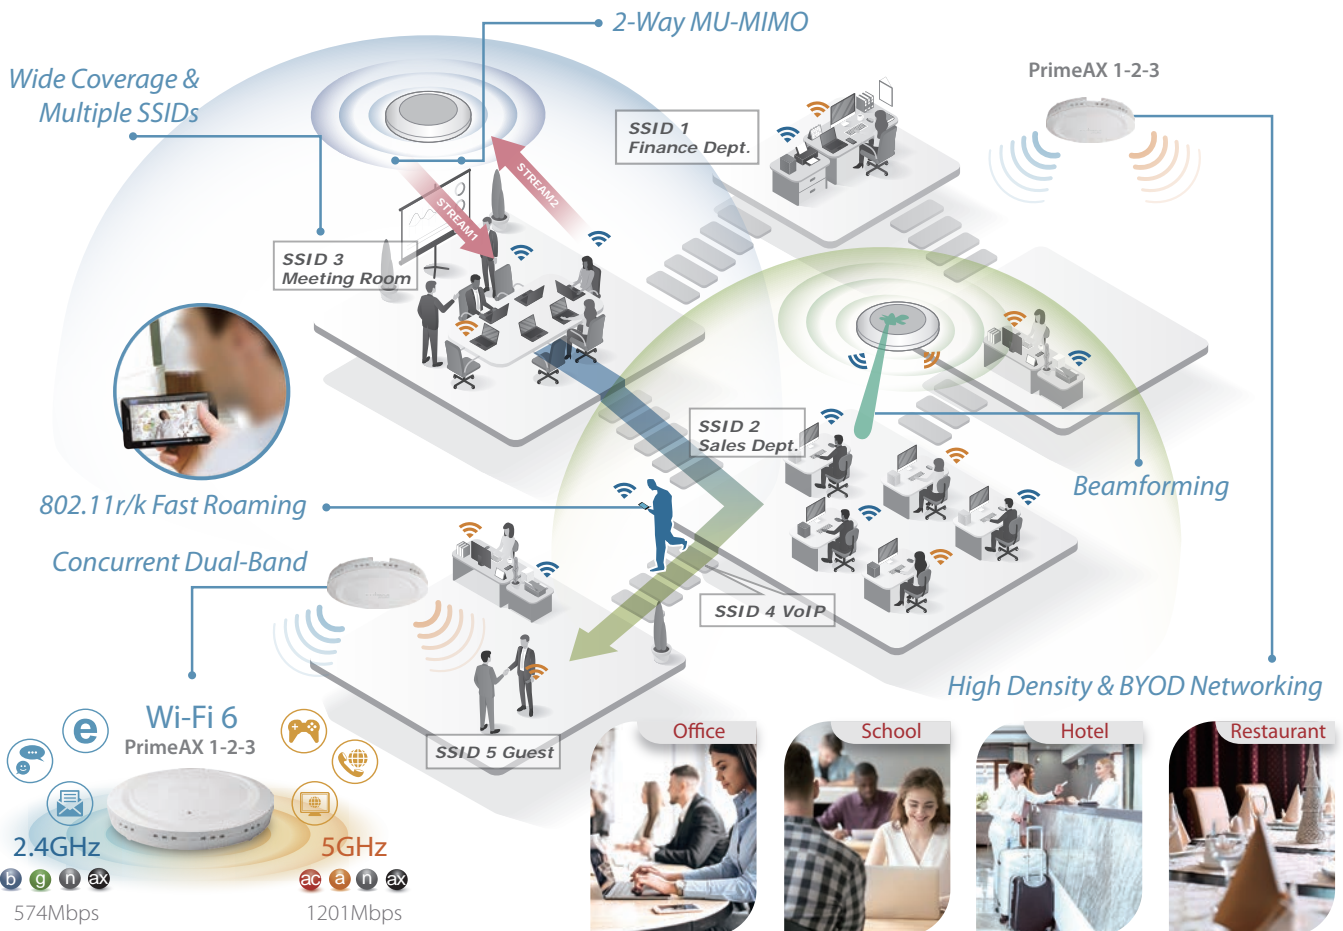 2-Way MU-MIMO
Wide Coverage &
Multiple SSIDs
PrimeAX 1-2-3
SSID 1
Finance Dept.
STREAM1
STREAM2
SSID 3
Meeting Room
SSID 2
Sales Dept.
Beamforming
802.11r/k Fast Roaming
Concurrent Dual-Band
SSID 4 VoIP
High Density & BYOD Networking
SSID 5 Guest
Wi-Fi 6
PrimeAX 1-2-3
e
2.4GHz
b g n ax
574Mbps
5GHz
ac a n ax
1201Mbps
Office
School
Hotel
Restaurant